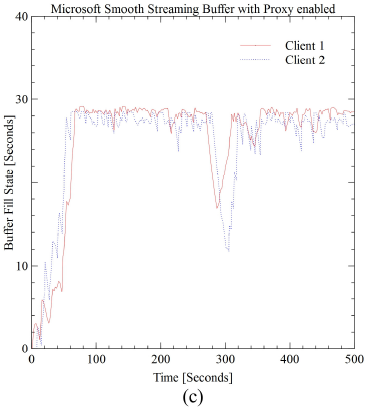 Microsoft Smooth Streaming Buffer with Proxy enabled
40
Client 1
Client 2
30
Buffer Fill State [Seconds]
10
0
0 100 200 300 400 500
Time [Seconds]
(c)